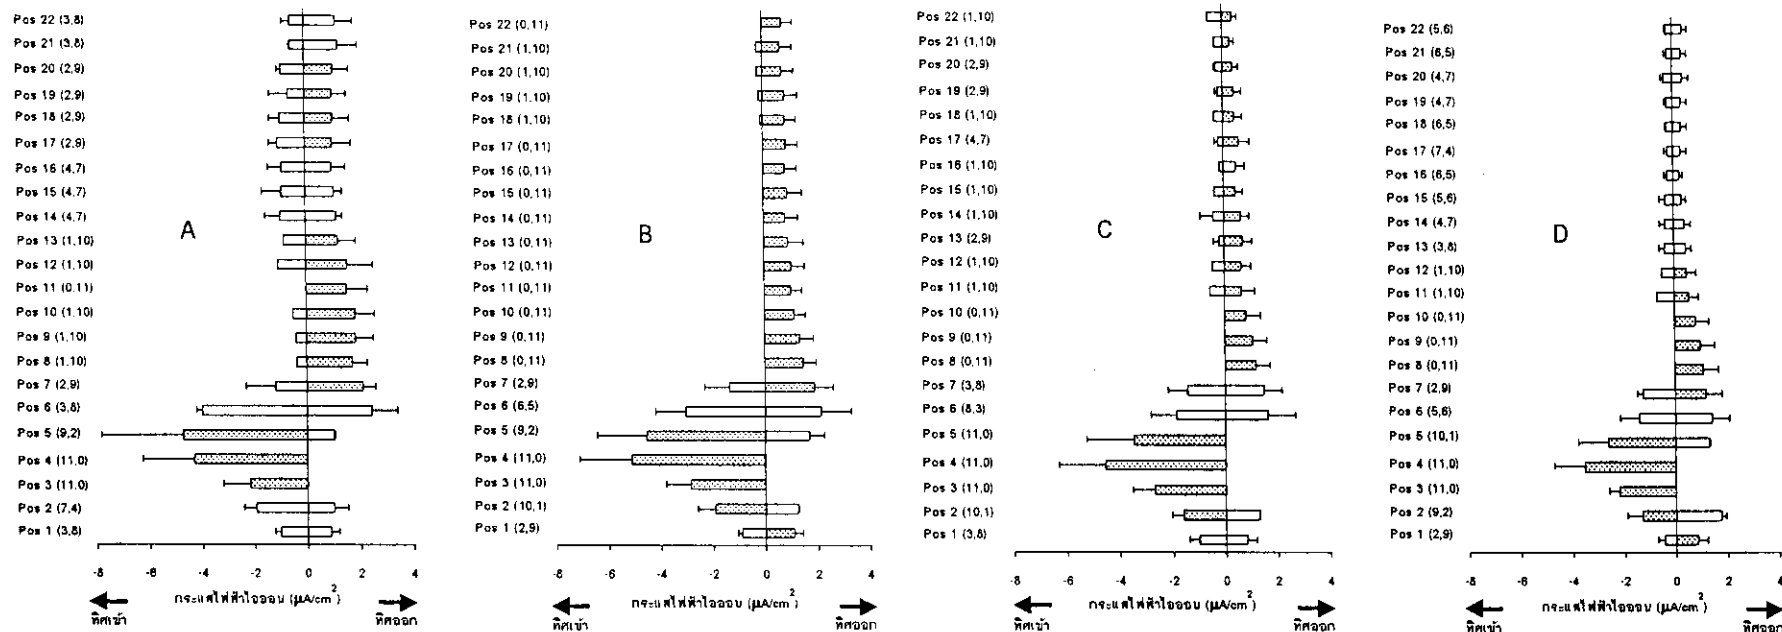 Pos 22 (3,8)
Pos 21 (3,8)
Pos 20 (2,9)
Pos 19 (2,9)
Pos 18 (2,9)
Pos 17 (2,9)
Pos 16 (4,7)
Pos 15 (4,7)
Pos 14 (4,7)
Pos 13 (1,10)
Pos 12 (1,10)
Pos 11 (0,11)
Pos 10 (1,10)
Pos 9 (1,10)
Pos 8 (1,10)
Pos 7 (2,9)
Pos 6 (3,8)
Pos 5 (9,2)
Pos 4 (11,0)
Pos 3 (11,0)
Pos 2 (7,4)
Pos 1 (3,8)
A
-8 -6 -4 -2 0 2 4
กระแสไฟฟ้าไอออน (µA/cm2)
ทิศเข้า ทิศออก
Pos 22 (0,11)
Pos 21 (1,10)
Pos 20 (1,10)
Pos 19 (1,10)
Pos 18 (1,10)
Pos 17 (0,11)
Pos 16 (0,11)
Pos 15 (0,11)
Pos 14 (0,11)
Pos 13 (0,11)
Pos 12 (0,11)
Pos 11 (0,11)
Pos 10 (0,11)
Pos 9 (0,11)
Pos 8 (0,11)
Pos 7 (2,9)
Pos 6 (6,5)
Pos 5 (9,2)
Pos 4 (11,0)
Pos 3 (11,0)
Pos 2 (10,1)
Pos 1 (2,9)
B
-8 -6 -4 -2 0 2 4
กระแสไฟฟ้าไอออน (µA/cm2)
ทิศเข้า ทิศออก
Pos 22 (1,10)
Pos 21 (1,10)
Pos 20 (2,9)
Pos 19 (2,9)
Pos 18 (1,10)
Pos 17 (4,7)
Pos 16 (1,10)
Pos 15 (1,10)
Pos 14 (1,10)
Pos 13 (2,9)
Pos 12 (1,10)
Pos 11 (1,10)
Pos 10 (0,11)
Pos 9 (0,11)
Pos 8 (0,11)
Pos 7 (3,8)
Pos 6 (8,3)
Pos 5 (11,0)
Pos 4 (11,0)
Pos 3 (11,0)
Pos 2 (10,1)
Pos 1 (3,8)
C
-8 -6 -4 -2 0 2 4
กระแสไฟฟ้าไอออน (µA/cm2)
ทิศเข้า ทิศออก
Pos 22 (5,6)
Pos 21 (6,5)
Pos 20 (4,7)
Pos 19 (4,7)
Pos 18 (6,5)
Pos 17 (7,4)
Pos 16 (6,5)
Pos 15 (5,6)
Pos 14 (4,7)
Pos 13 (3,8)
Pos 12 (1,10)
Pos 11 (1,10)
Pos 10 (0,11)
Pos 9 (0,11)
Pos 8 (0,11)
Pos 7 (2,9)
Pos 6 (5,6)
Pos 5 (10,1)
Pos 4 (11,0)
Pos 3 (11,0)
Pos 2 (9,2)
Pos 1 (2,9)
D
-8 -6 -4 -2 0 2 4
กระแสไฟฟ้าไอออน (µA/cm2)
ทิศเข้า ทิศออก